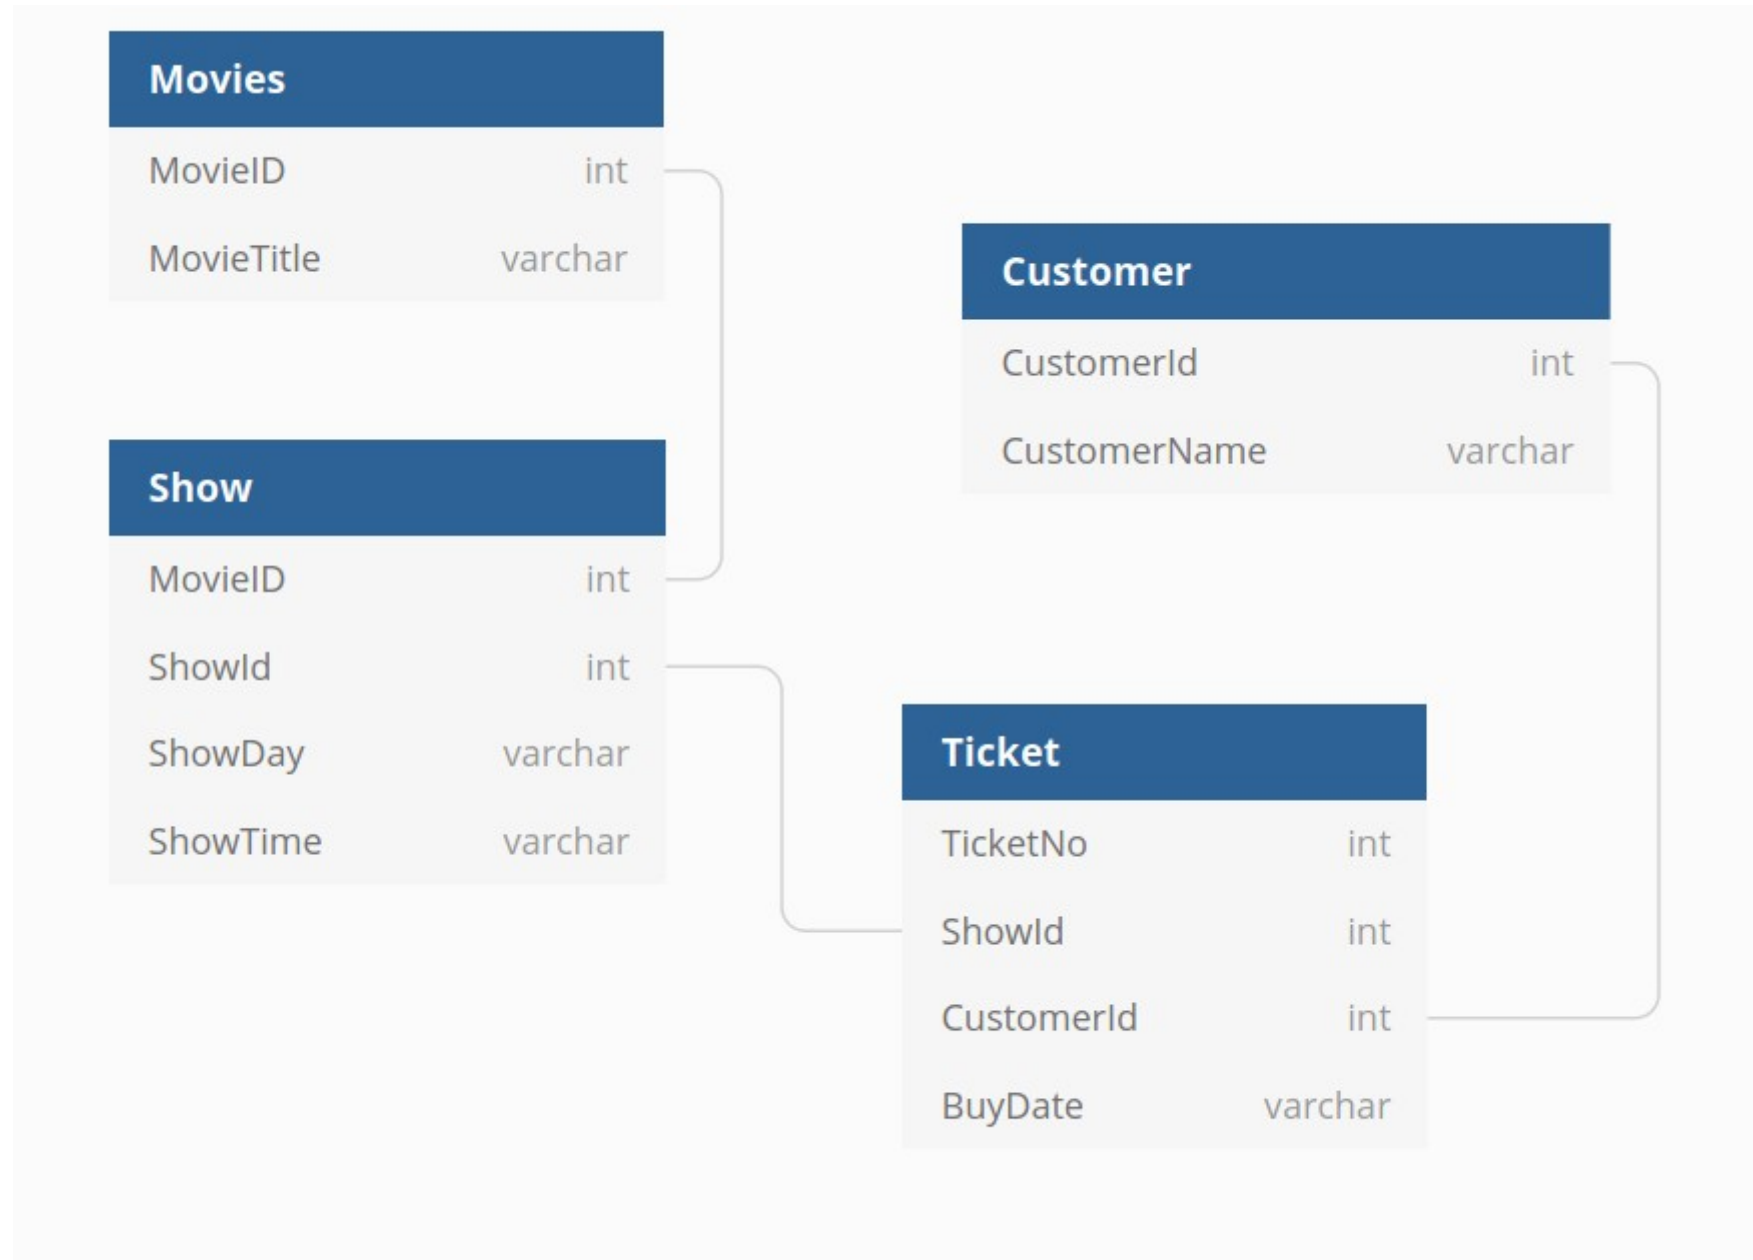 Movies
MovieID int
MovieTitle varchar
Show
MovieID int
ShowId int
ShowDay varchar
ShowTime varchar
Customer
CustomerId int
CustomerName varchar
Ticket
TicketNo int
ShowId int
CustomerId int
BuyDate varchar